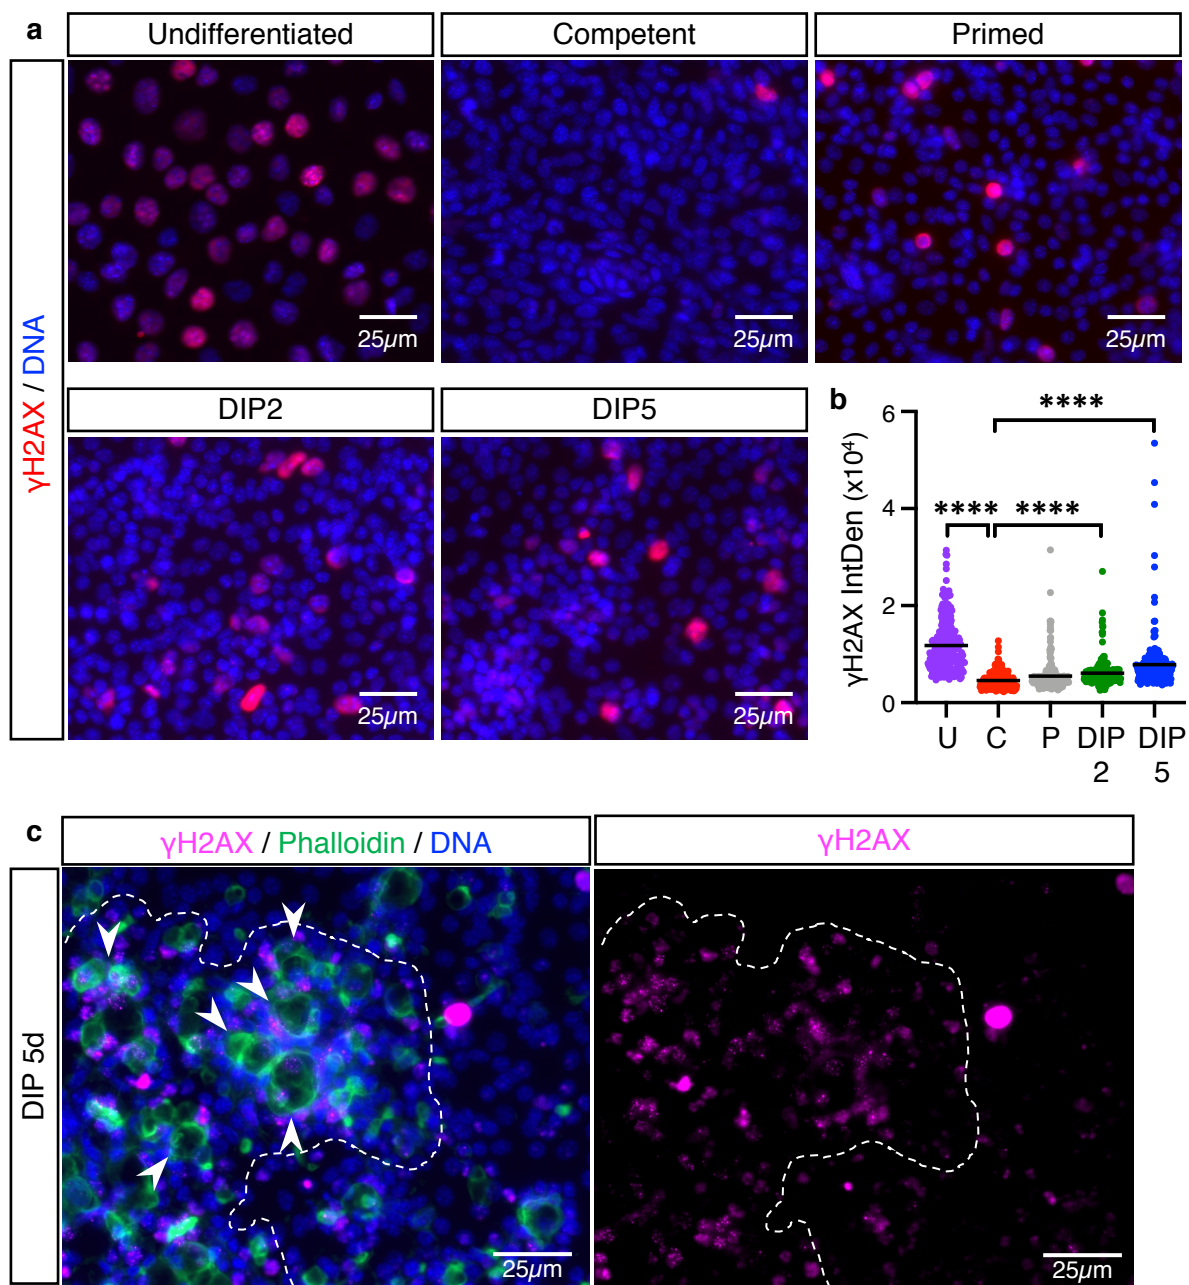 a
Undifferentiated
Competent
Primed
γH2AX / DNA
25μm
25μm
25μm
DIP2
DIP5
25μm
25μm
b
γH2AX IntDen (x10⁴)
6
4
2
0
****
****
****
U
C
P
DIP
2
DIP
5
c
γH2AX / Phalloidin / DNA
γH2AX
DIP 5d
25μm
25μm